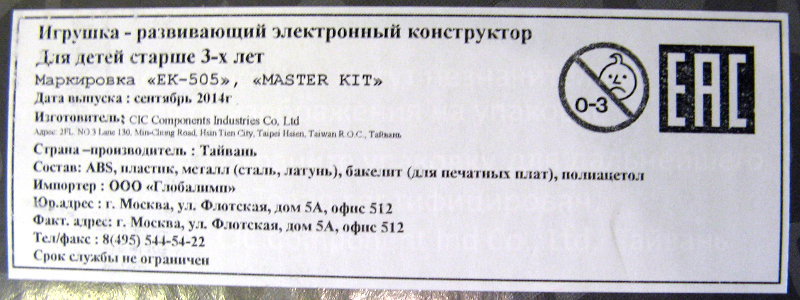 Игрушка - развивающий электронный конструктор
Для детей старше 3-х лет
Маркировка «ЕК-505», «MASTER KIT»
Дата выпуска : сентябрь 2014г
Изготовитель: CIC Components Industries Co, Ltd
Адрес: 2FL. NO.3 Lane 130, Min-Chung Road, Hsin Tien City, Taipei Hsien, Taiwan R.O.C., Тайвань
Страна –производитель : Тайвань
Состав: ABS, пластик, металл (сталь, латунь), бакелит (для печатных плат), полиацетол
Импортер : ООО «Глобалимп»
Юр.адрес : г. Москва, ул. Флотская, дом 5А, офис 512
Факт. адрес: г. Москва, ул. Флотская, дом 5А, офис 512
Тел/факс : 8(495) 544-54-22
Срок службы не ограничен
0-3
ЕАС